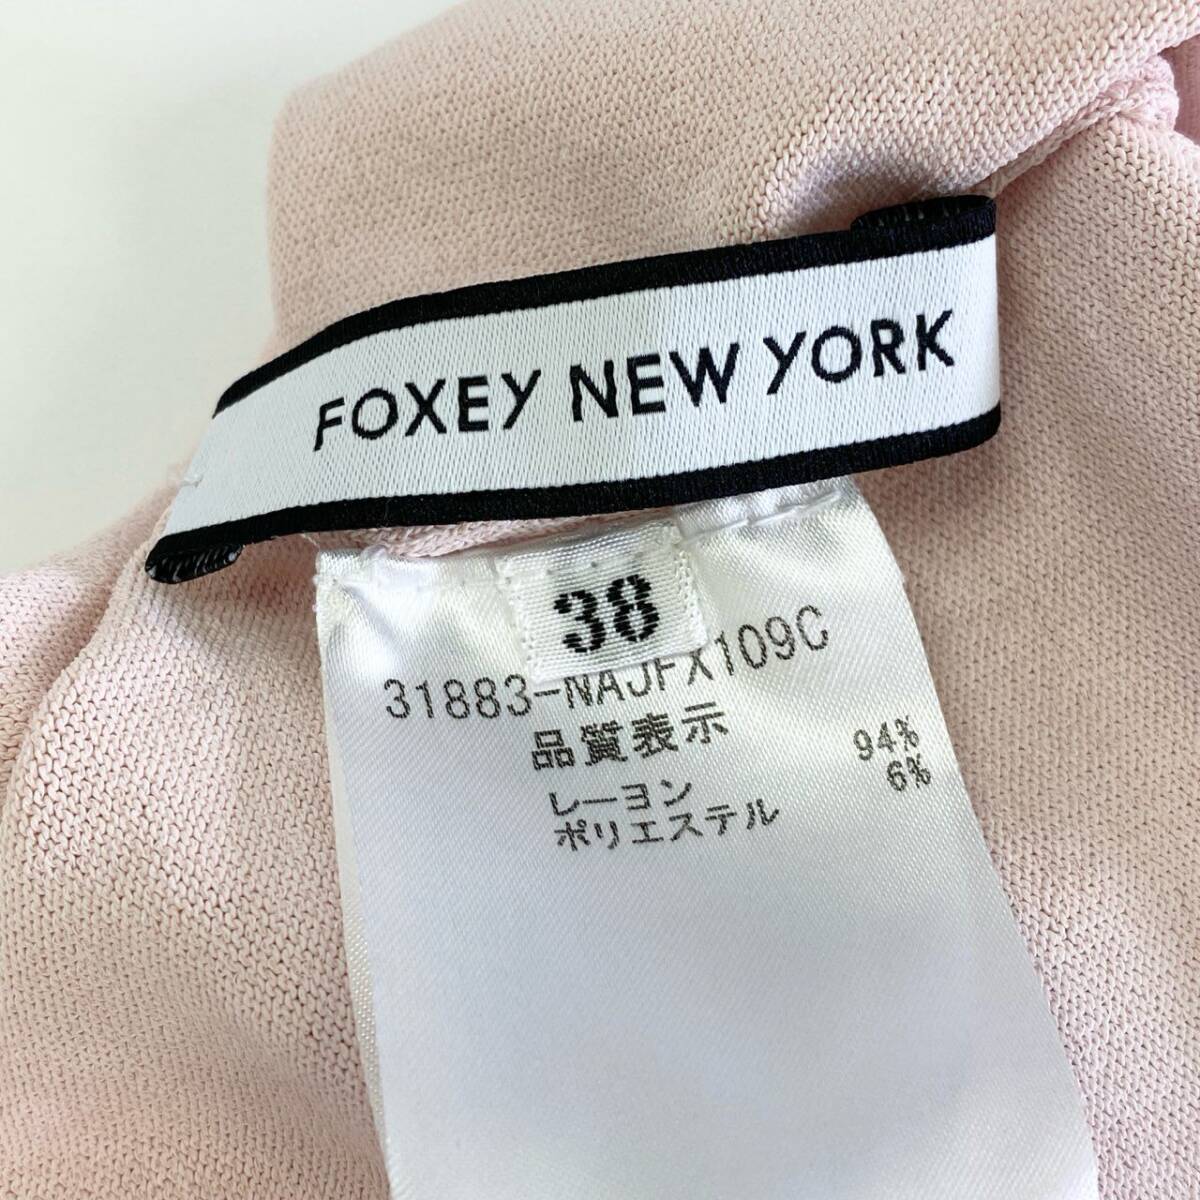 FOXEY NEW YORK
38
31883-NAJFX109C
品質表示
レーヨン 94%
ポリエステル 6%